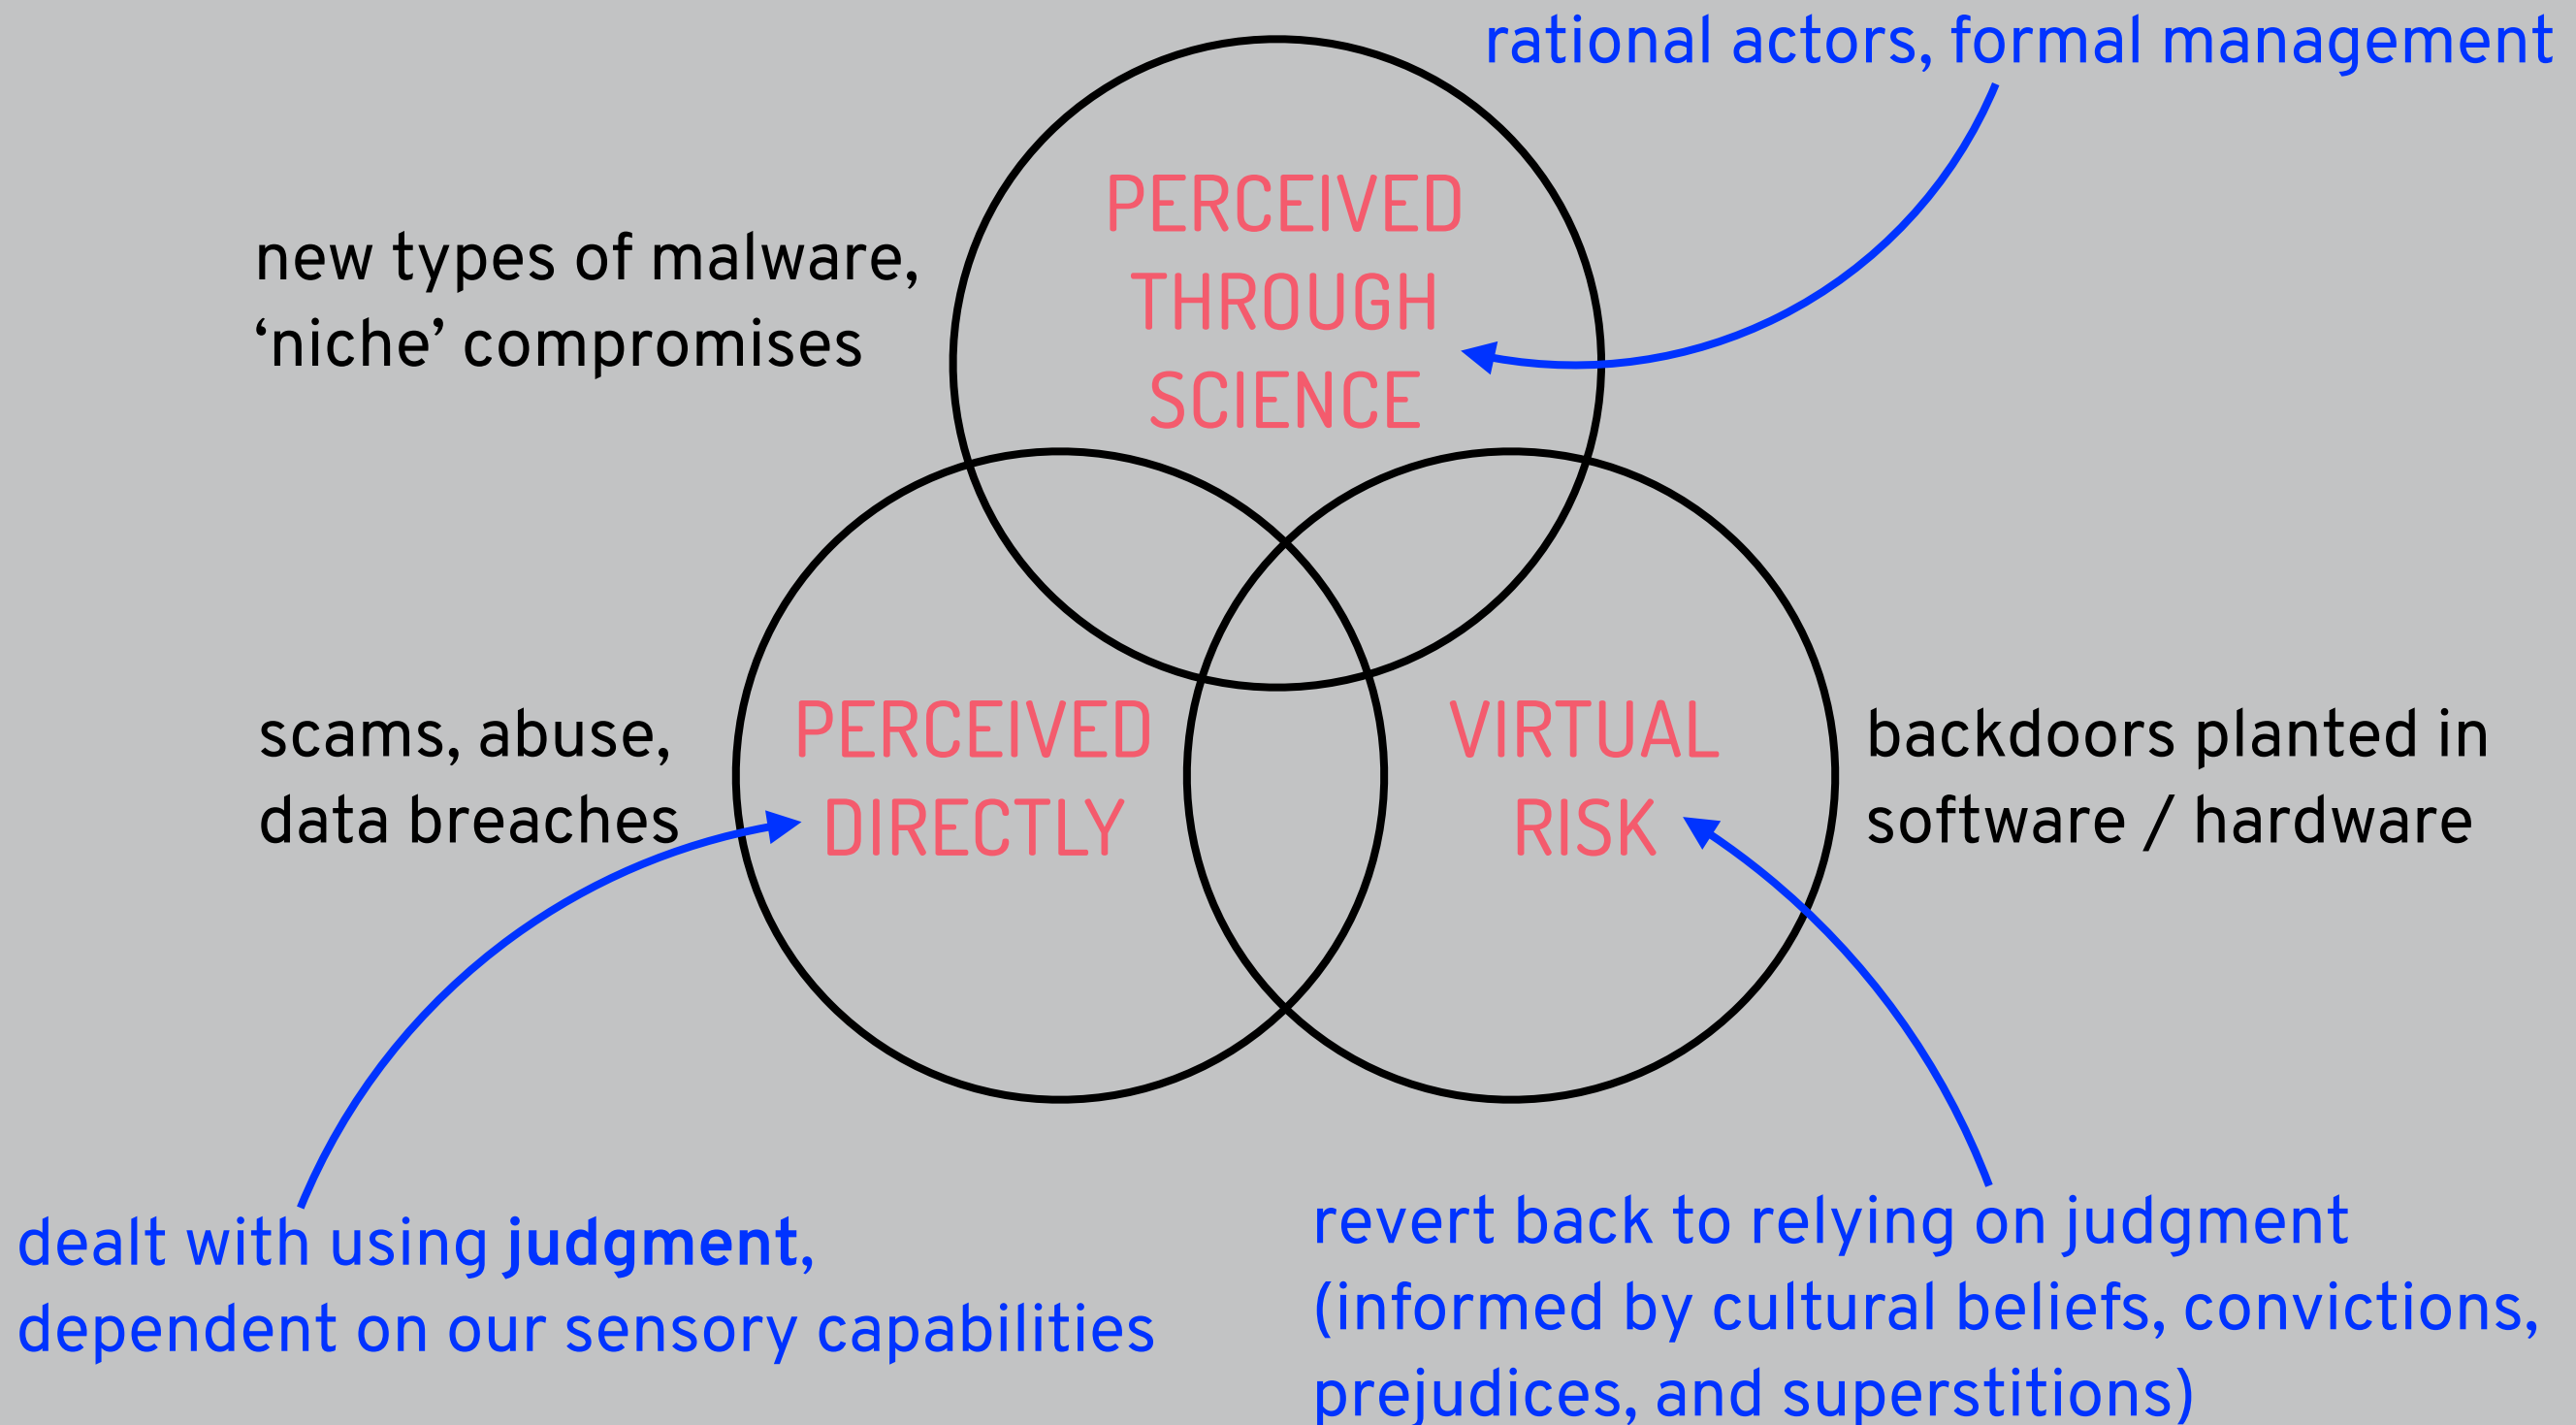 rational actors, formal management
PERCEIVED
THROUGH
SCIENCE
new types of malware,
‘niche’ compromises
scams, abuse,
data breaches
PERCEIVED
DIRECTLY
VIRTUAL
RISK
backdoors planted in
software / hardware
dealt with using judgment,
dependent on our sensory capabilities
revert back to relying on judgment
(informed by cultural beliefs, convictions,
prejudices, and superstitions)